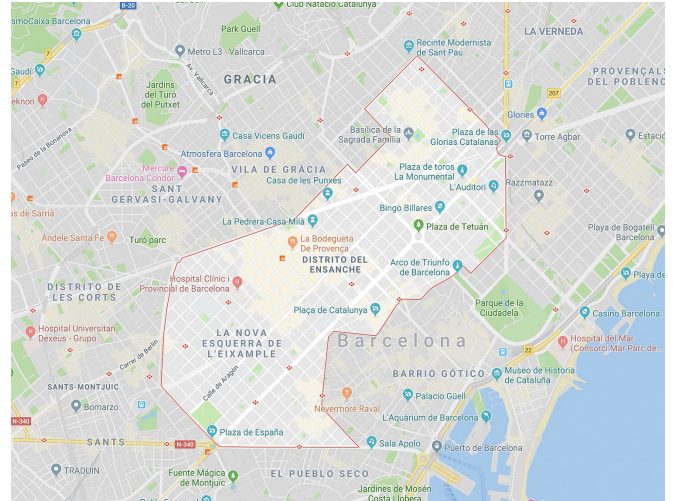 Club Natació Catalunya
B-20
smoCaixa Barcelona
Park Güell
Recinte Modernista
de Sant Pau
LA VERNEDA
Metro L3 - Vallcarca
Av. Vallcarca
Gaudí
GRACIA
PROVENÇALS
DEL POBLENO
Jardins
del Turó
del Putxet
eknon
207
Glories
Paseo de la Bonanova
Casa Vicens Gaudí
Basílica de la
Sagrada Família
Plaza de las
Glorias Catalanas
Torre Agbar
Estació
Atmosfera Barcelona
Mercure
Barcelona Condor
VILA DE GRÀCIA
Casa de les Punxes
Plaza de toros
La Monumental
SANT
GERVASI-GALVANY
L'Auditori
Razzmatazz
as de Sarrià
La Pedrera-Casa Milà
Bingo Billares
Plaza de Tetuán
Playa de Bogatell
Barcelona
Àndele Santa Fe
Turó parc
La Bodegueta
De Provença
DISTRITO DEL
ENSANCHE
Arco de Triunfo
de Barcelona
Hospital Clínic i
Provincial de Barcelona
Playa de
DISTRITO DE
LES CORTS
Plaça de Catalunya
Parque de la
Ciudadela
Casino Barcelona
Hospital Universitari
Dexeus - Grupo.
LA NOVA
ESQUERRA DE
L'EIXAMPLE
Barcelona
Hospital del Mar
(Consorci Mar Parc de...
22
Carrer de Berlín
Calle de Aragón
BARRIO GÓTICO
Museo de Historia
de Cataluña
SANTS-MONTJUIC
Palacio Güell
Bomarzo
Nevermore Raval
L'Aquàrium de Barcelona
N-340
Plaza de España
SANTS
N-340
Sala Apolo
Puerto de Barcelona
TRADUIN
Fuente Mágica
de Montjuic
EL PUEBLO SECO
Jardines de Mosén
Costa i Llobera